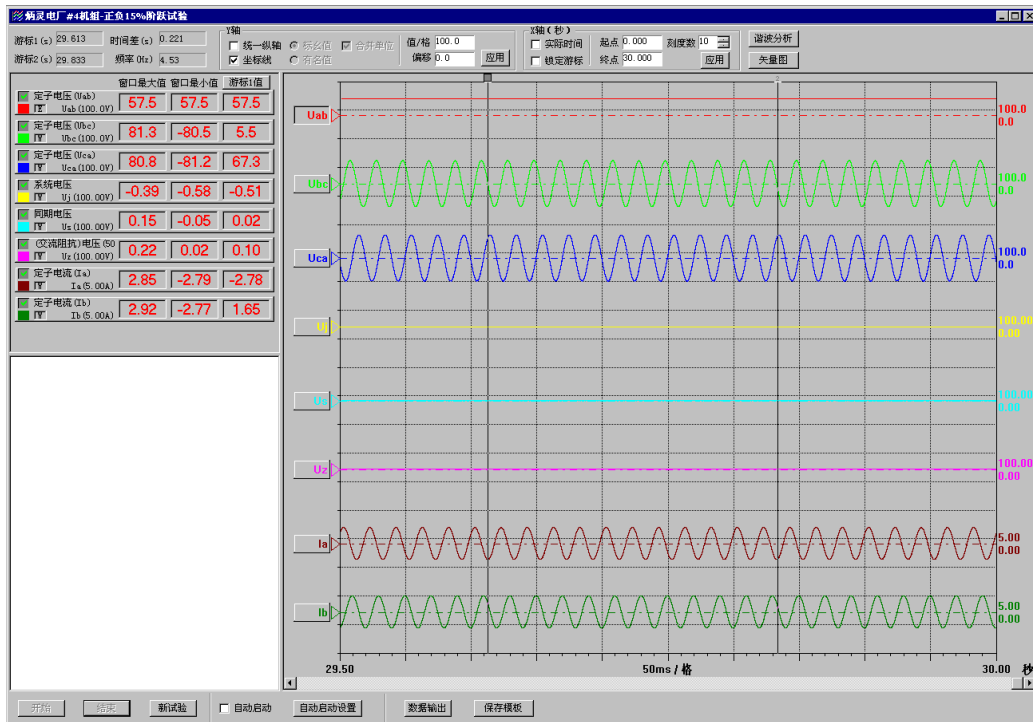 炳灵电厂#4机组-正负15%阶跃试验
游标1(s) 29.613 时间差(s) 0.221
游标2(s) 29.833 频率(Hz) 4.53
Y轴
统一纵轴 标幺值 合并单位 值/格 100.0
坐标线 有名值 偏移 0.0 应用
X轴(秒)
实际时间 起点 0.000 刻度数 10
锁定游标 终点 30.000 应用
谐波分析
矢量图
窗口最大值 窗口最小值 游标1值
定子电压(Uab)
Uab(100.0V) 57.5 57.5 57.5
定子电压(Ubc)
Ubc(100.0V) 81.3 -80.5 5.5
定子电压(Uca)
Uca(100.0V) 80.8 -81.2 67.3
系统电压
Uj(100.00V) -0.39 -0.58 -0.51
同期电压
Us(100.00V) 0.15 -0.05 0.02
(交流阻抗)电压(50
Uz(100.00V) 0.22 0.02 0.10
定子电流(Ia)
Ia(5.00A) 2.85 -2.79 -2.78
定子电流(Ib)
Ib(5.00A) 2.92 -2.77 1.65
Uab 100.0
0.0
Ubc 100.0
0.0
Uca 100.0
0.0
Uj 100.00
0.00
Us 100.00
0.00
Uz 100.00
0.00
Ia 5.00
0.00
Ib 5.00
0.00
29.50 50ms/格 30.00 秒
开始 结束 新试验 自动启动 自动启动设置 数据输出 保存模板